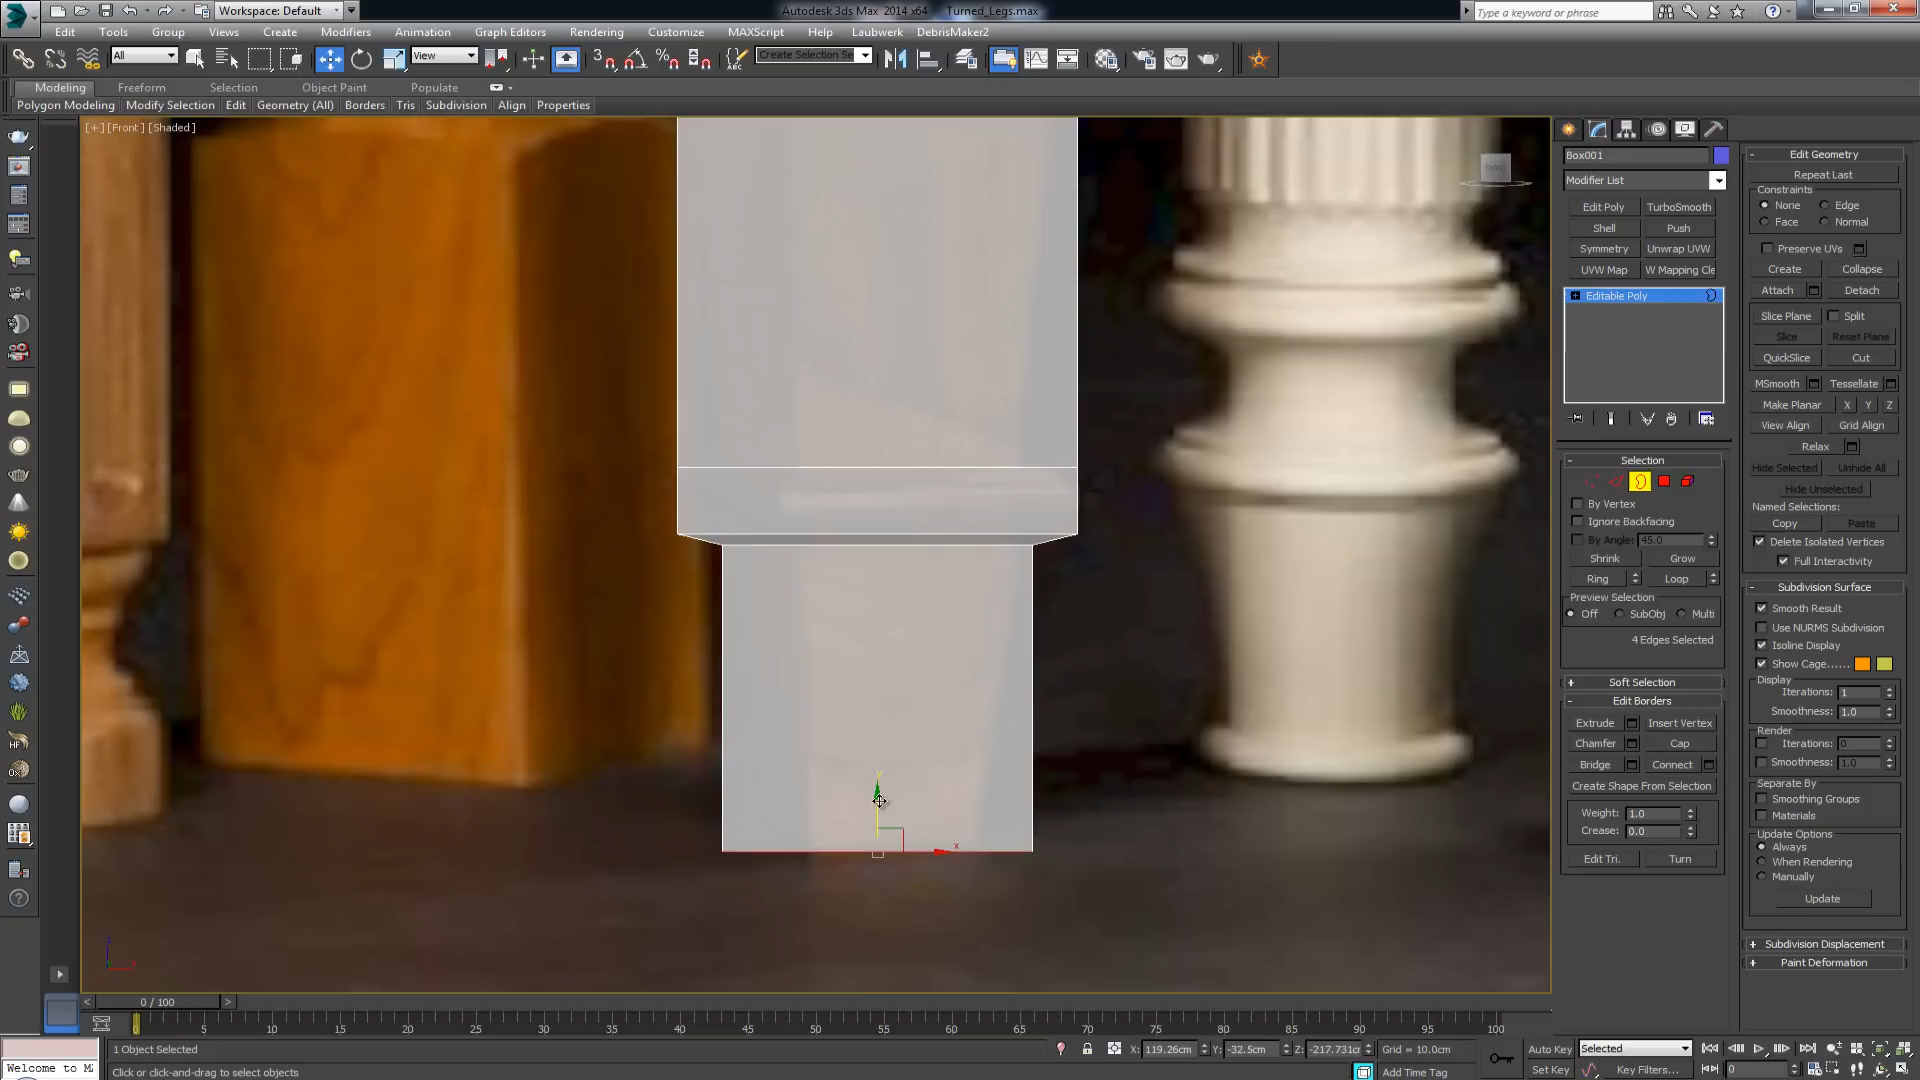 Workspace: Default
Autodesk 3ds Max 2014 x64 Turned_Legs.max
Type a keyword or phrase
Edit Tools Group Views Create Modifiers Animation Graph Editors Rendering Customize MAXScript Help Laubwerk DebrisMaker2
All View Create Selection Se
Modeling Freeform Selection Object Paint Populate
Polygon Modeling Modify Selection Edit Geometry (All) Borders Tris Subdivision Align Properties
[+] [Front] [Shaded]
FRONT
y
x
Box001
Modifier List
Edit Poly TurboSmooth
Shell Push
Symmetry Unwrap UVW
UVW Map W Mapping Cle
Editable Poly
Selection
By Vertex
Ignore Backfacing
By Angle: 45.0
Shrink Grow
Ring Loop
Preview Selection
Off SubObj Multi
4 Edges Selected
Soft Selection
Edit Borders
Extrude Insert Vertex
Chamfer Cap
Bridge Connect
Create Shape From Selection
Weight: 1.0
Crease: 0.0
Edit Tri. Turn
Edit Geometry
Repeat Last
Constraints
None Edge
Face Normal
Preserve UVs
Create Collapse
Attach Detach
Slice Plane Split
Slice Reset Plane
QuickSlice Cut
MSmooth Tessellate
Make Planar X Y Z
View Align Grid Align
Relax
Hide Selected Unhide All
Hide Unselected
Named Selections:
Copy Paste
Delete Isolated Vertices
Full Interactivity
Subdivision Surface
Smooth Result
Use NURMS Subdivision
Isoline Display
Show Cage......
Display
Iterations: 1
Smoothness: 1.0
Render
Iterations: 0
Smoothness: 1.0
Separate By
Smoothing Groups
Materials
Update Options
Always
When Rendering
Manually
Update
Subdivision Displacement
Paint Deformation
0 / 100
0 5 10 15 20 25 30 35 40 45 50 55 60 65 70 75 80 85 90 95 100
1 Object Selected X: 119.26cm Y: -32.5cm Z: -217.731c Grid = 10.0cm Auto Key Selected
Welcome to M Click or click-and-drag to select objects Add Time Tag Set Key Key Filters... 0